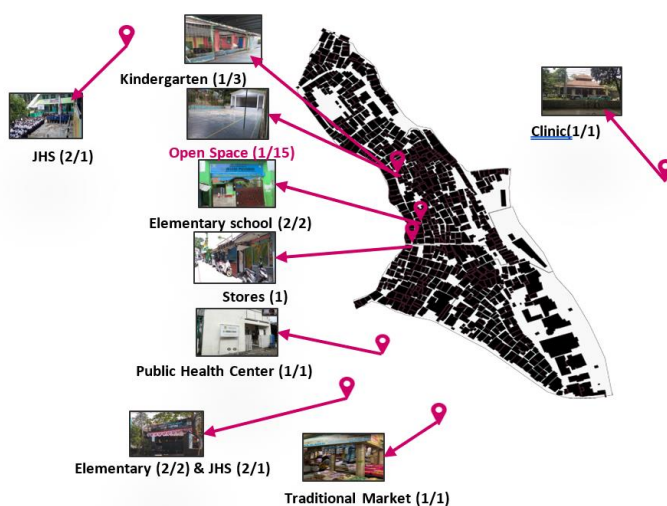 Kindergarten (1/3)
JHS (2/1)
Open Space (1/15)
Clinic(1/1)
Elementary school (2/2)
Stores (1)
Public Health Center (1/1)
Elementary (2/2) & JHS (2/1)
Traditional Market (1/1)